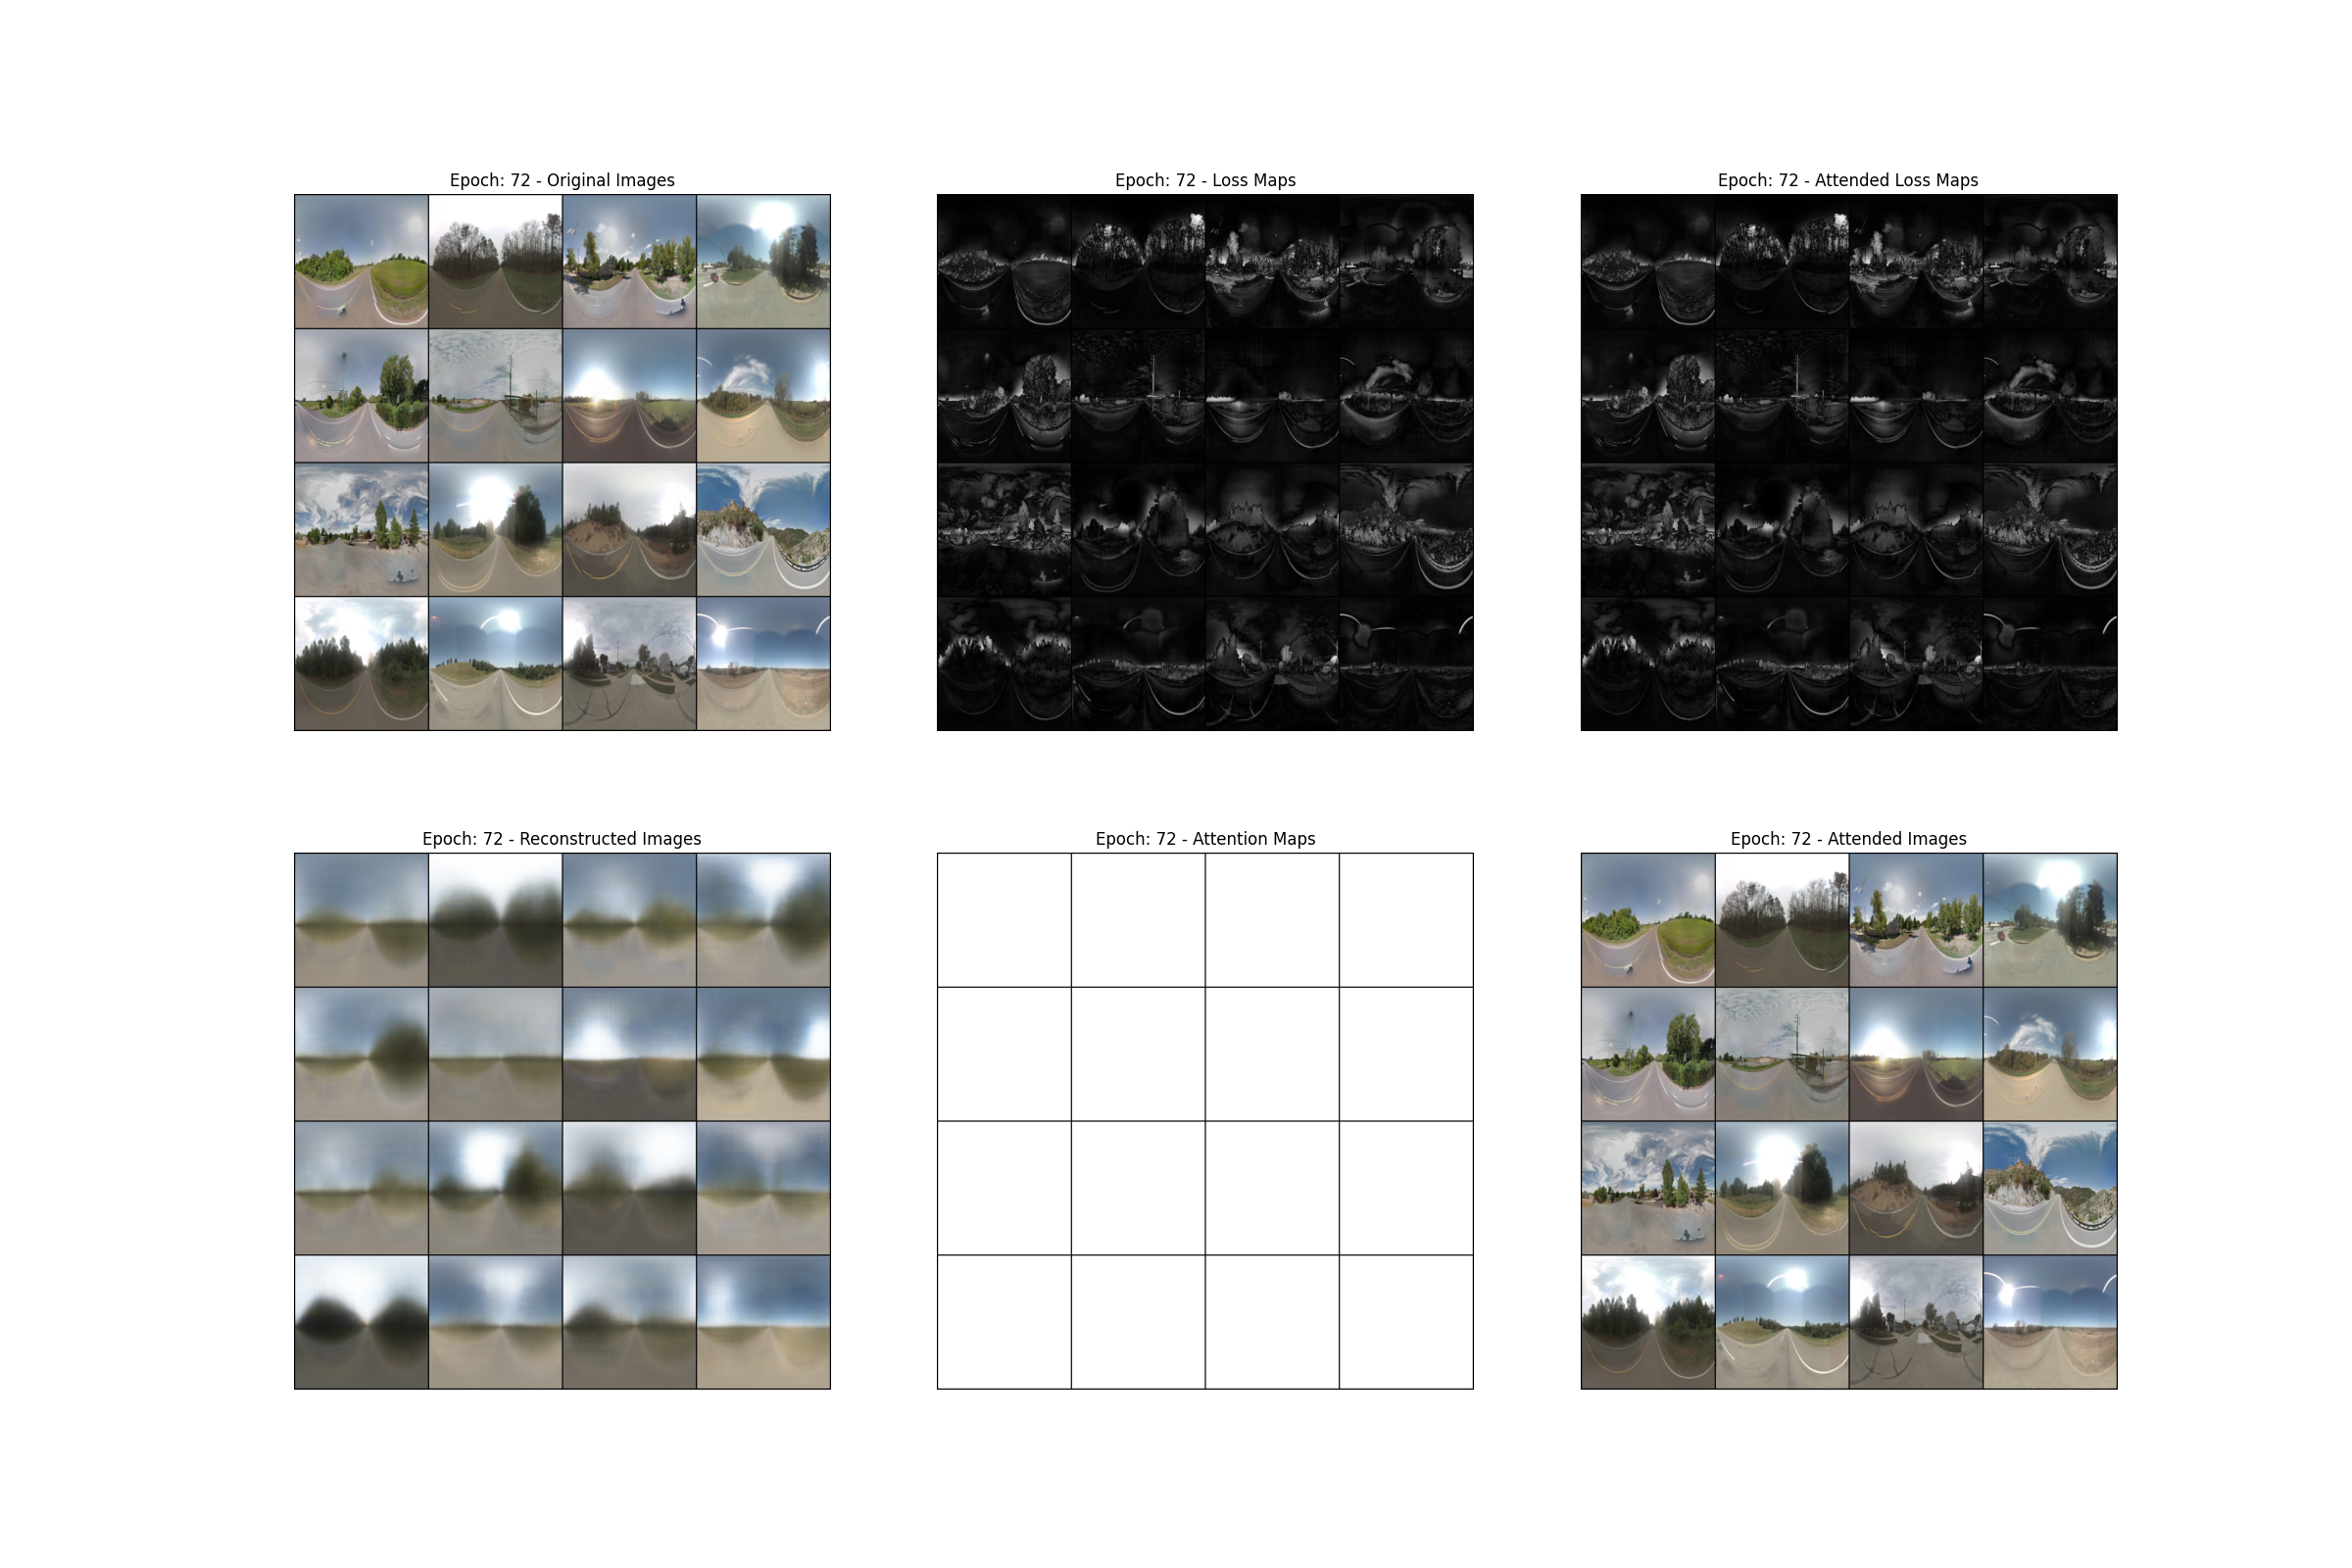 Epoch: 72 - Original Images
Epoch: 72 - Loss Maps
Epoch: 72 - Attended Loss Maps
Epoch: 72 - Reconstructed Images
Epoch: 72 - Attention Maps
Epoch: 72 - Attended Images